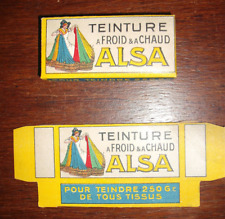 TEINTURE
A FROID & A CHAUD
ALSA
TEINTURE
A FROID & A CHAUD
ALSA
POUR TEINDRE 250 Gr
DE TOUS TISSUS